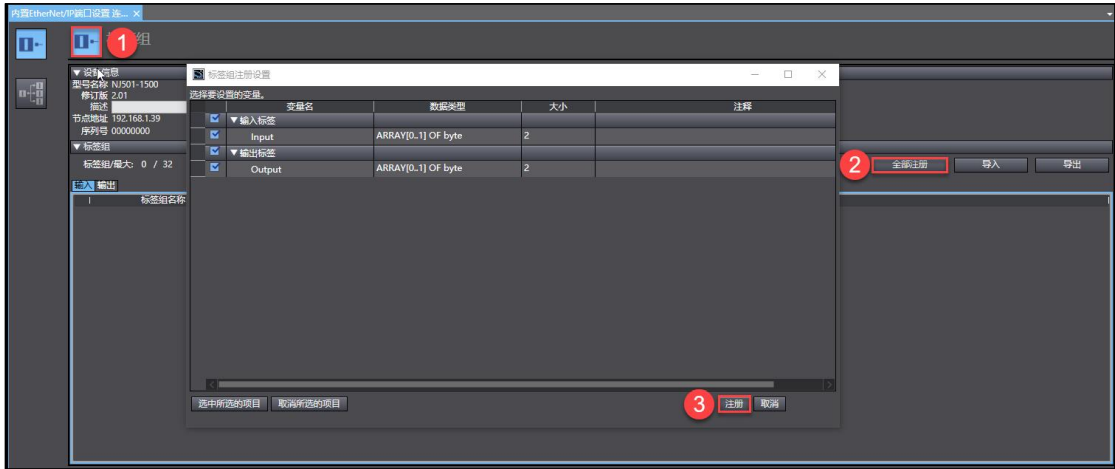 内置EtherNet/IP端口设置 连... ×
1
组
▼ 设备信息
型号名称 NJ501-1500
修订版 2.01
描述
节点地址 192.168.1.39
序列号 00000000
▼ 标签组
标签组/最大: 0 / 32
2
全部注册
导入
导出
输入 输出
标签组名称
标签组注册设置
选择要设置的变量。
变量名 数据类型 大小 注释
▼ 输入标签
Input ARRAY[0..1] OF byte 2
▼ 输出标签
Output ARRAY[0..1] OF byte 2
选中所选的项目 取消所选的项目
3
注册 取消